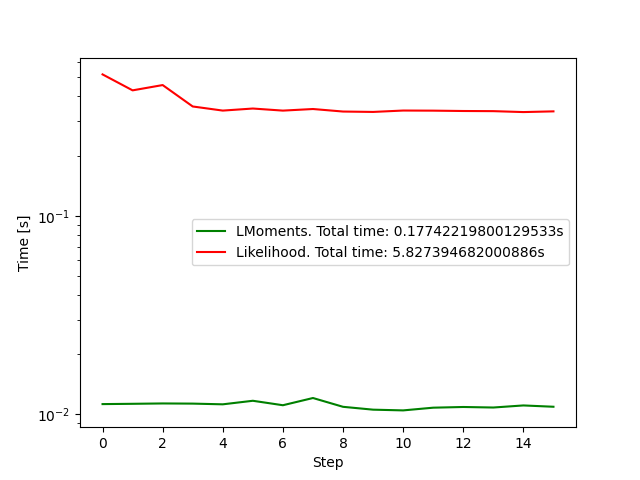 Time [s]
10⁻¹
10⁻²
LMoments. Total time: 0.17742219800129533s
Likelihood. Total time: 5.827394682000886s
0 2 4 6 8 10 12 14
Step